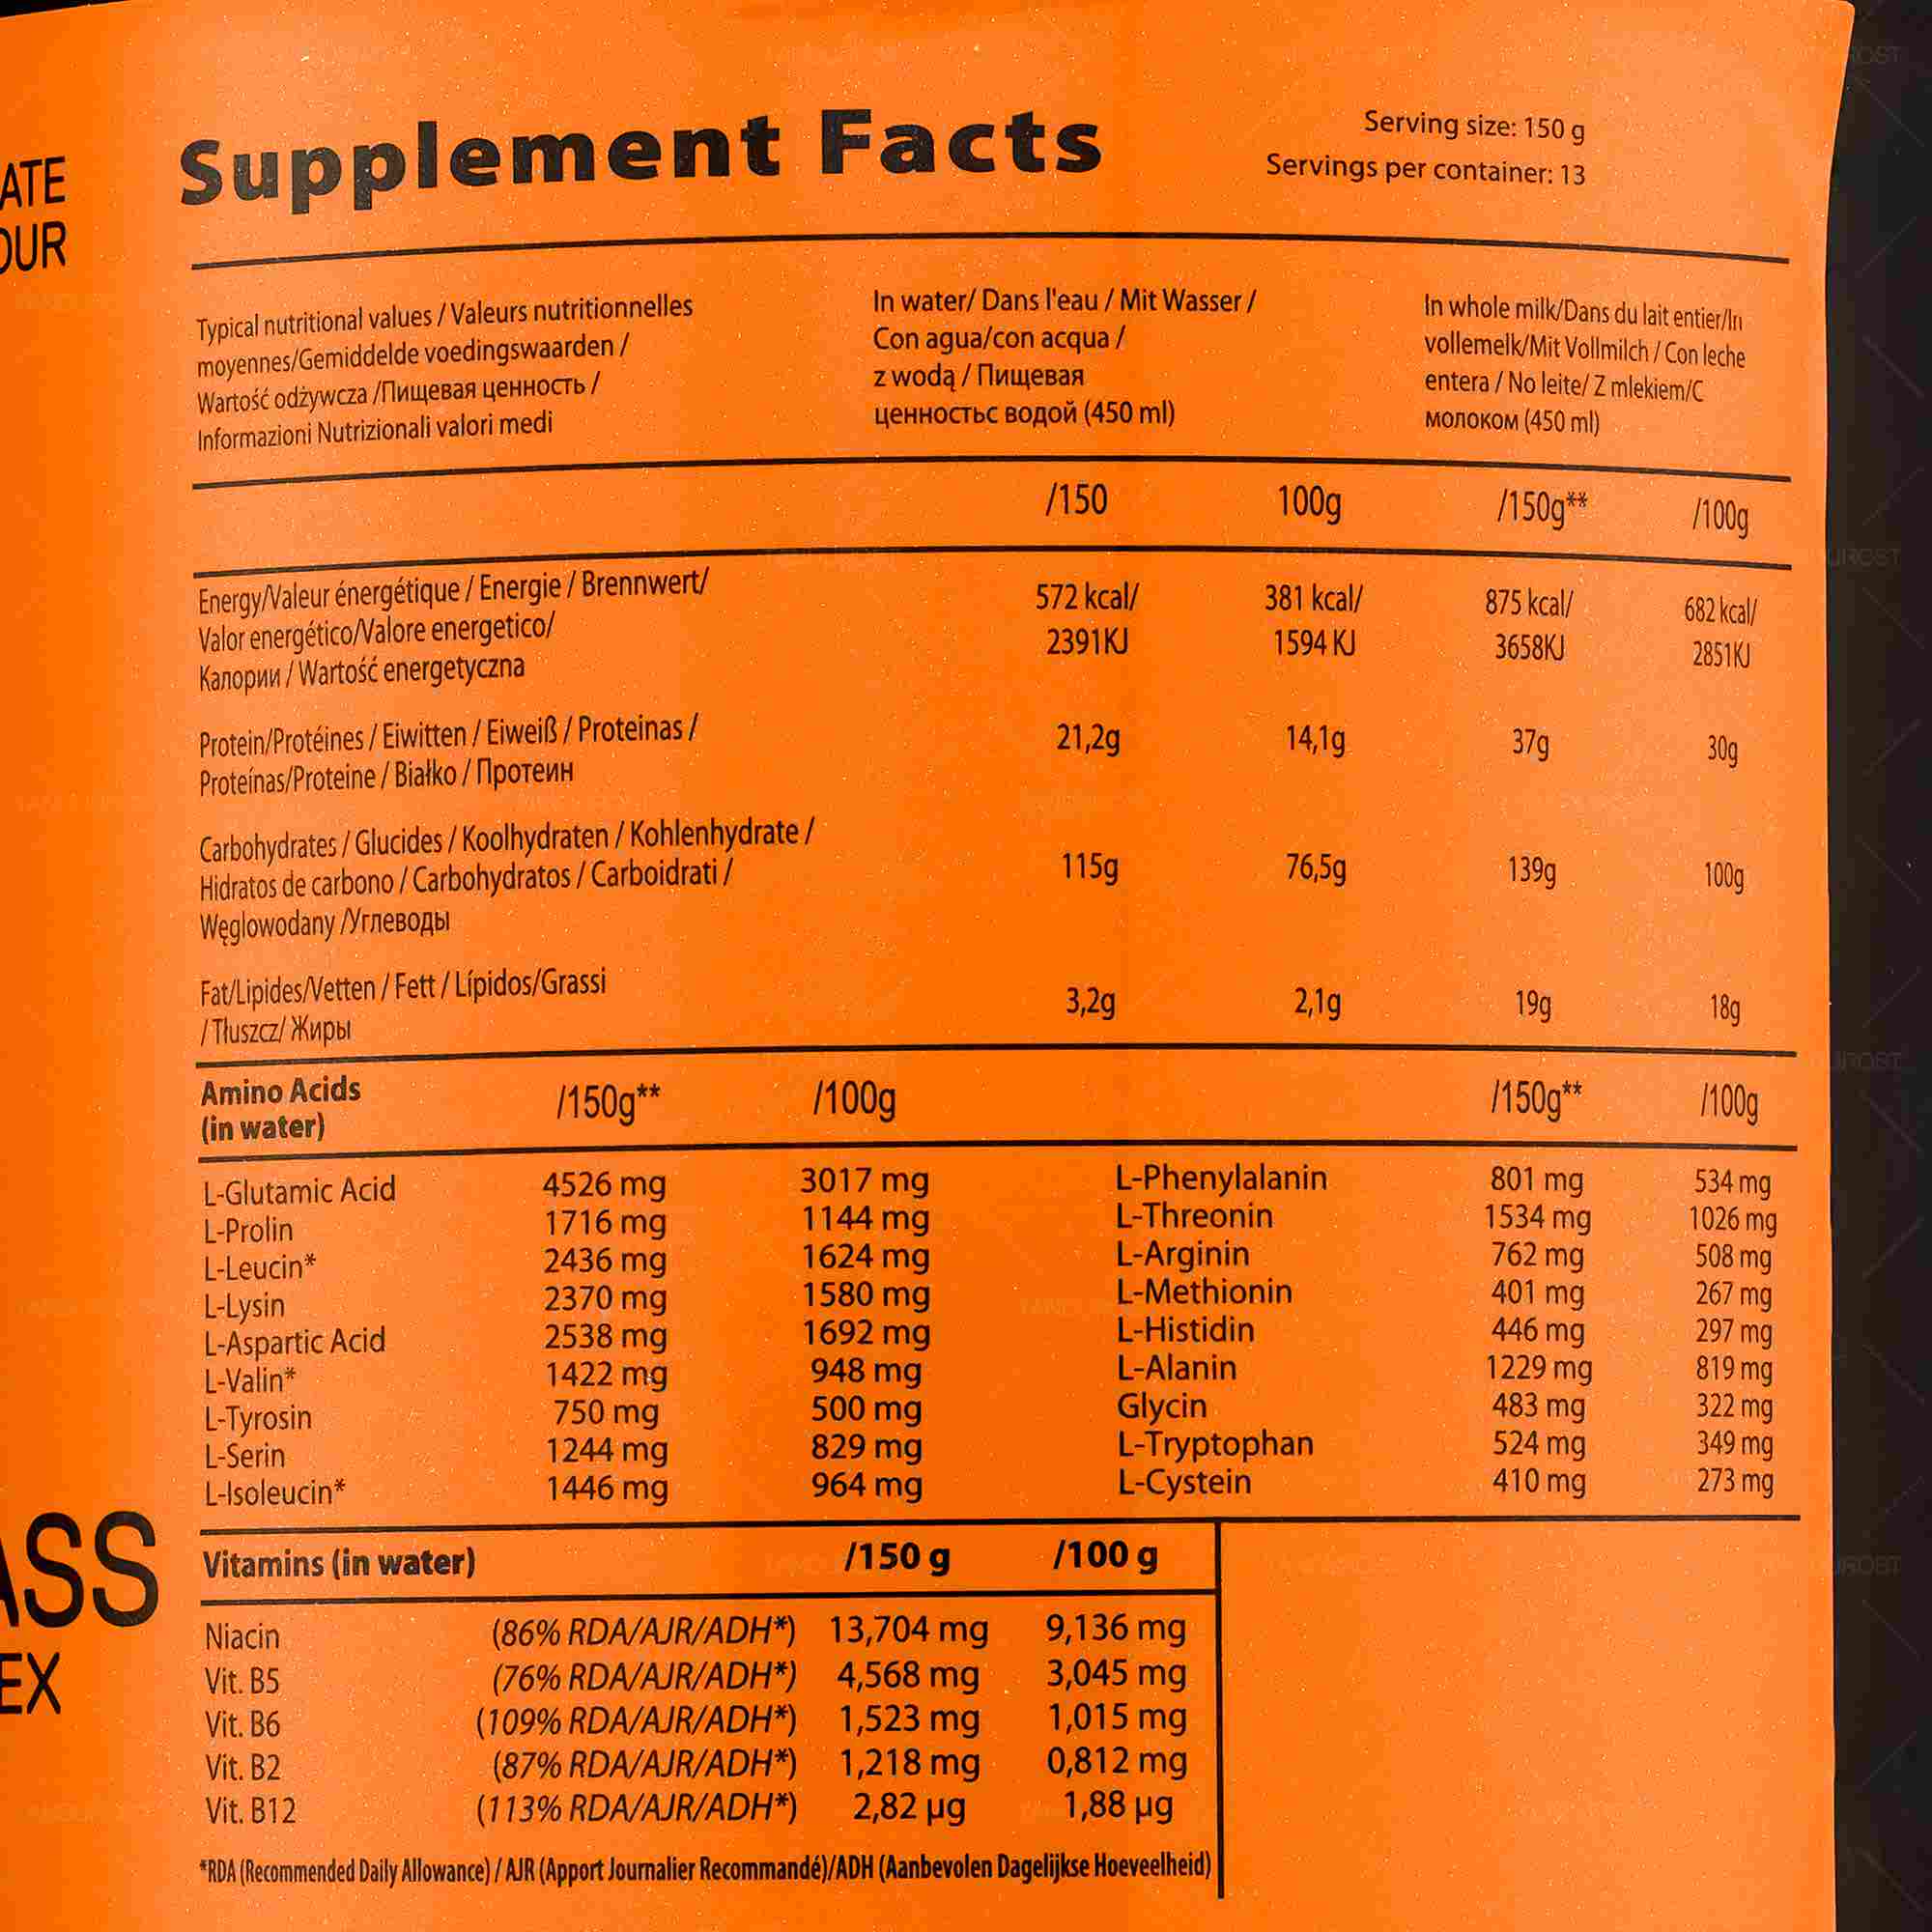 ATE
OUR
Supplement Facts
Serving size: 150 g
Servings per container: 13
Typical nutritional values / Valeurs nutritionnelles
moyennes/Gemiddelde voedingswaarden /
Wartość odżywcza /Пищевая ценность /
Informazioni Nutrizionali valori medi
In water/ Dans l'eau / Mit Wasser /
Con agua/con acqua /
z wodą / Пищевая
ценностьс водой (450 ml)
In whole milk/Dans du lait entier/In
vollemelk/Mit Vollmilch / Con leche
entera / No leite/ Z mlekiem/C
молоком (450 ml)
/150 100g /150g** /100g
Energy/Valeur énergétique / Energie / Brennwert/
Valor energético/Valore energetico/
Калории / Wartość energetyczna
572 kcal/ 381 kcal/ 875 kcal/ 682 kcal/
2391KJ 1594 KJ 3658KJ 2851KJ
Protein/Protéines / Eiwitten / Eiweiß / Proteinas /
Proteínas/Proteine / Białko / Протеин
21,2g 14,1g 37g 30g
Carbohydrates / Glucides / Koolhydraten / Kohlenhydrate /
Hidratos de carbono / Carbohydratos / Carboidrati /
Węglowodany /Углеводы
115g 76,5g 139g 100g
Fat/Lipides/Vetten / Fett / Lípidos/Grassi
/ Tłuszcz/ Жиры
3,2g 2,1g 19g 18g
Amino Acids
(in water)
/150g** /100g /150g** /100g
L-Glutamic Acid 4526 mg 3017 mg L-Phenylalanin 801 mg 534 mg
L-Prolin 1716 mg 1144 mg L-Threonin 1534 mg 1026 mg
L-Leucin* 2436 mg 1624 mg L-Arginin 762 mg 508 mg
L-Lysin 2370 mg 1580 mg L-Methionin 401 mg 267 mg
L-Aspartic Acid 2538 mg 1692 mg L-Histidin 446 mg 297 mg
L-Valin* 1422 mg 948 mg L-Alanin 1229 mg 819 mg
L-Tyrosin 750 mg 500 mg Glycin 483 mg 322 mg
L-Serin 1244 mg 829 mg L-Tryptophan 524 mg 349 mg
L-Isoleucin* 1446 mg 964 mg L-Cystein 410 mg 273 mg
ASS
EX
Vitamins (in water) /150 g /100 g
Niacin (86% RDA/AJR/ADH*) 13,704 mg 9,136 mg
Vit. B5 (76% RDA/AJR/ADH*) 4,568 mg 3,045 mg
Vit. B6 (109% RDA/AJR/ADH*) 1,523 mg 1,015 mg
Vit. B2 (87% RDA/AJR/ADH*) 1,218 mg 0,812 mg
Vit. B12 (113% RDA/AJR/ADH*) 2,82 µg 1,88 µg
*RDA (Recommended Daily Allowance) / AJR (Apport Journalier Recommandé)/ADH (Aanbevolen Dagelijkse Hoeveelheid)